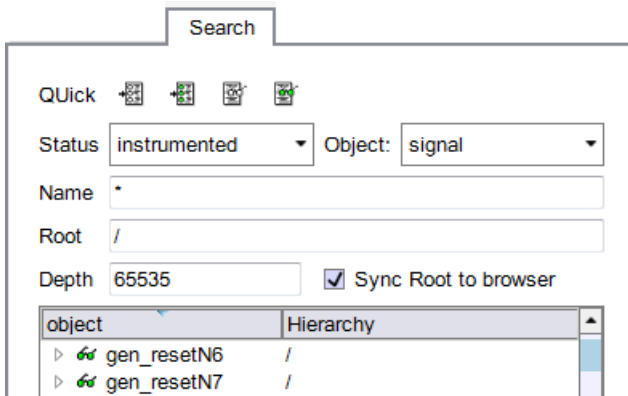 Search
QUick
Status instrumented Object: signal
Name *
Root /
Depth 65535 Sync Root to browser
object Hierarchy
gen_resetN6 /
gen_resetN7 /